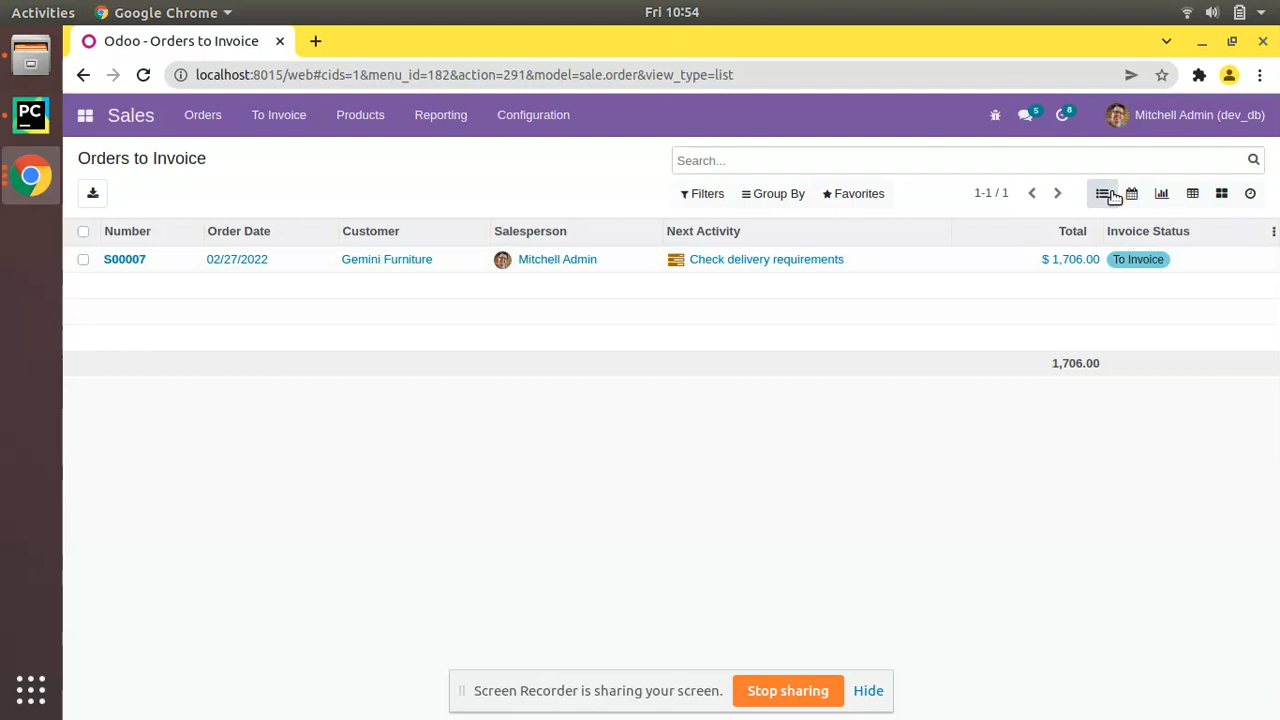 Activities Google Chrome Fri 10:54
Odoo - Orders to Invoice
localhost:8015/web#cids=1&menu_id=182&action=291&model=sale.order&view_type=list
Sales Orders To Invoice Products Reporting Configuration 5 8 Mitchell Admin (dev_db)
Orders to Invoice Search...
Filters Group By Favorites 1-1 / 1
Number Order Date Customer Salesperson Next Activity Total Invoice Status
S00007 02/27/2022 Gemini Furniture Mitchell Admin Check delivery requirements $ 1,706.00 To Invoice
1,706.00
Screen Recorder is sharing your screen. Stop sharing Hide
PC